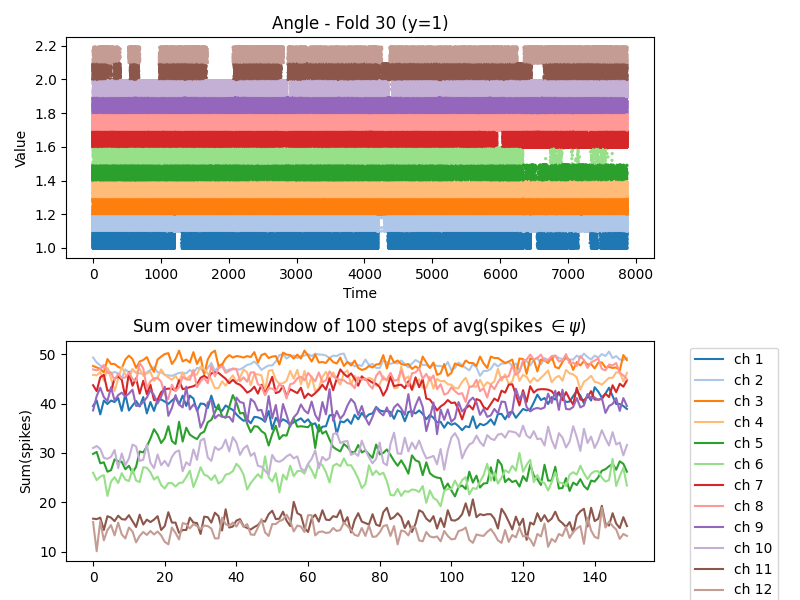 Angle - Fold 30 (y=1)
2.2
2.0
1.8
1.6
1.4
1.2
1.0
Value
0 1000 2000 3000 4000 5000 6000 7000 8000
Time
Sum over timewindow of 100 steps of avg(spikes ∈ ψ)
50
40
30
20
10
Sum(spikes)
0 20 40 60 80 100 120 140
ch 1
ch 2
ch 3
ch 4
ch 5
ch 6
ch 7
ch 8
ch 9
ch 10
ch 11
ch 12